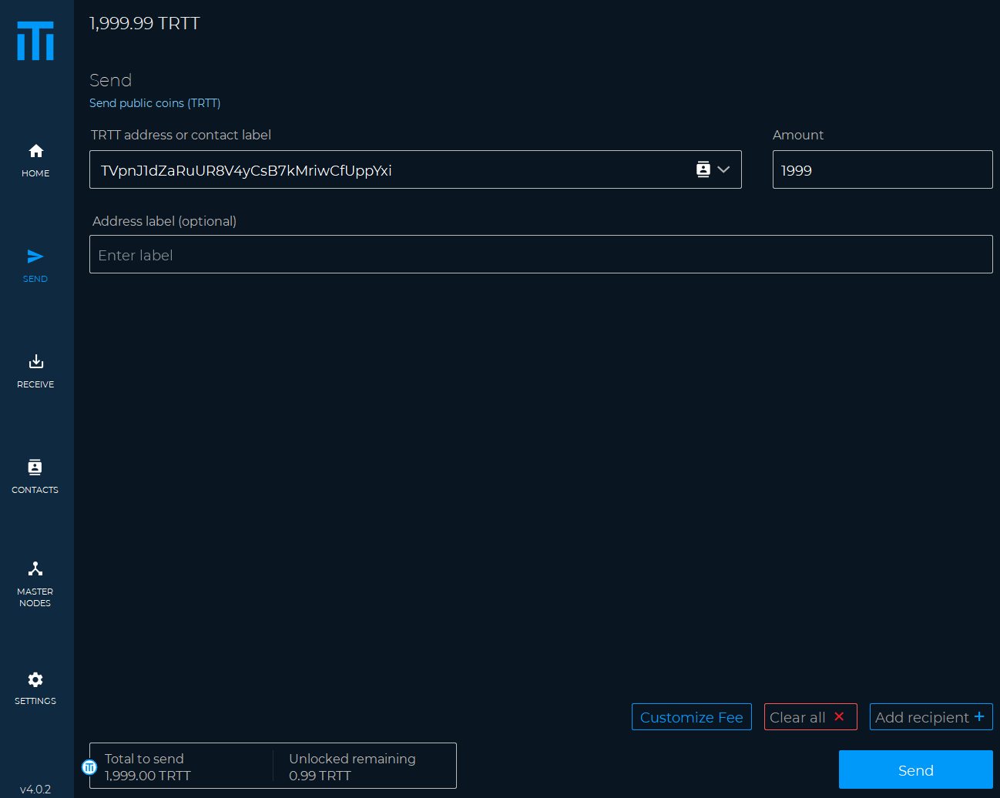 1,999.99 TRTT
Send
Send public coins (TRTT)
TRTT address or contact label
Amount
TVpnJ1dZaRuUR8V4yCsB7kMriwCfUppYxi
1999
Address label (optional)
Enter label
HOME
SEND
RECEIVE
CONTACTS
MASTER
NODES
SETTINGS
v4.0.2
Customize Fee
Clear all
Add recipient +
Total to send
1,999.00 TRTT
Unlocked remaining
0.99 TRTT
Send